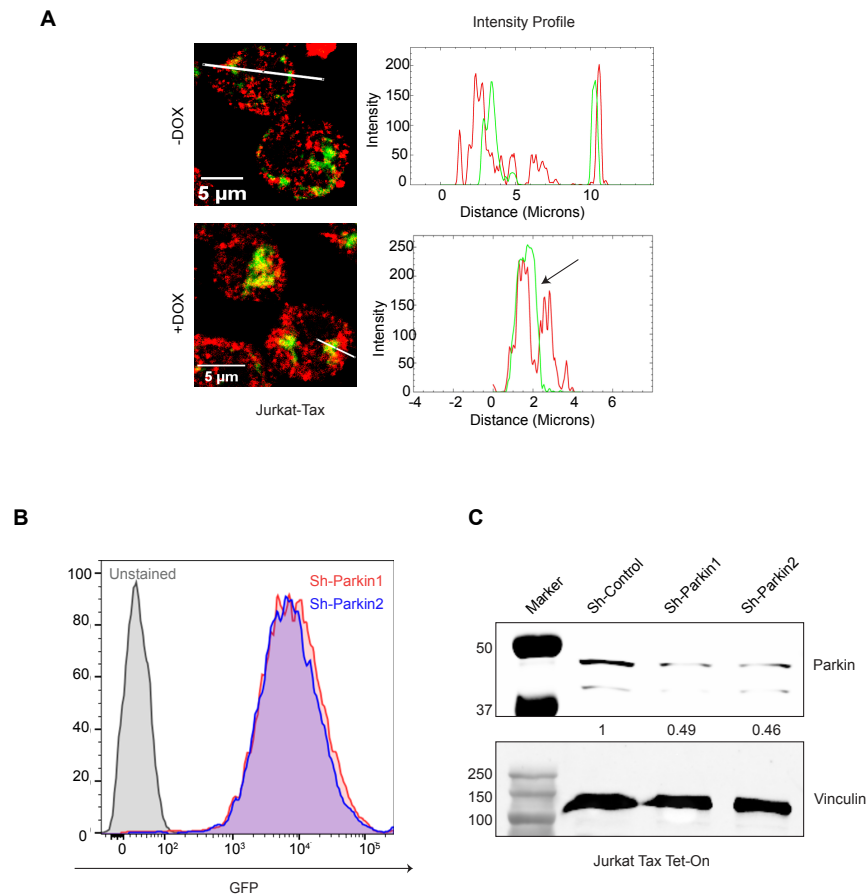 A
Intensity Profile
-DOX
5 µm
Intensity
200
150
100
50
0
0
5
10
Distance (Microns)
+DOX
5 µm
Intensity
250
200
150
100
50
0
-4
-2
0
2
4
6
Distance (Microns)
Jurkat-Tax
B
Unstained
Sh-Parkin1
Sh-Parkin2
100
80
60
40
20
0
0
10²
10³
10⁴
10⁵
GFP
C
Marker
Sh-Control
Sh-Parkin1
Sh-Parkin2
50
37
Parkin
1
0.49
0.46
250
150
100
Vinculin
Jurkat Tax Tet-On